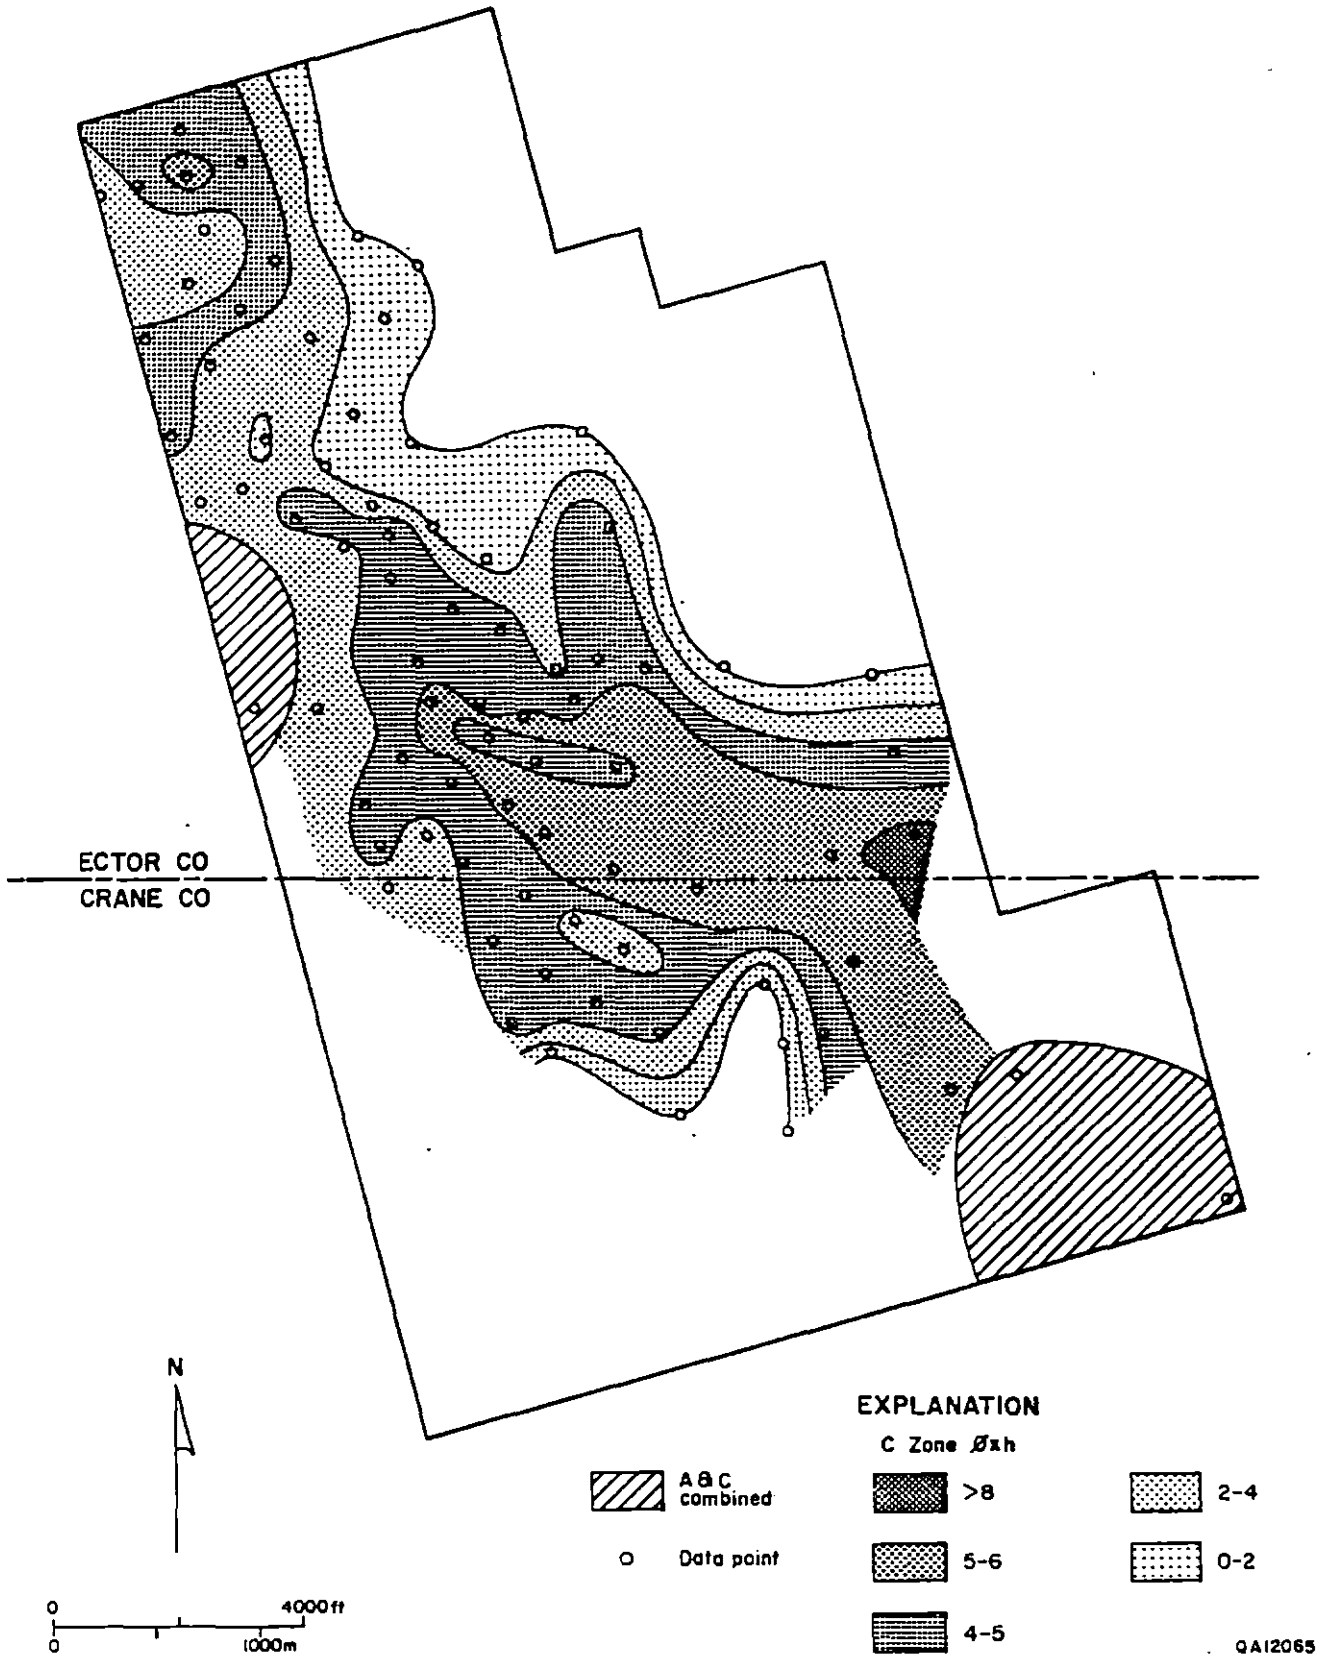 ECTOR CO
CRANE CO
N
EXPLANATION
C Zone Øxh
A & C
combined
>8
2-4
Data point
5-6
0-2
4-5
0 4000ft
0 1000m
QA12065